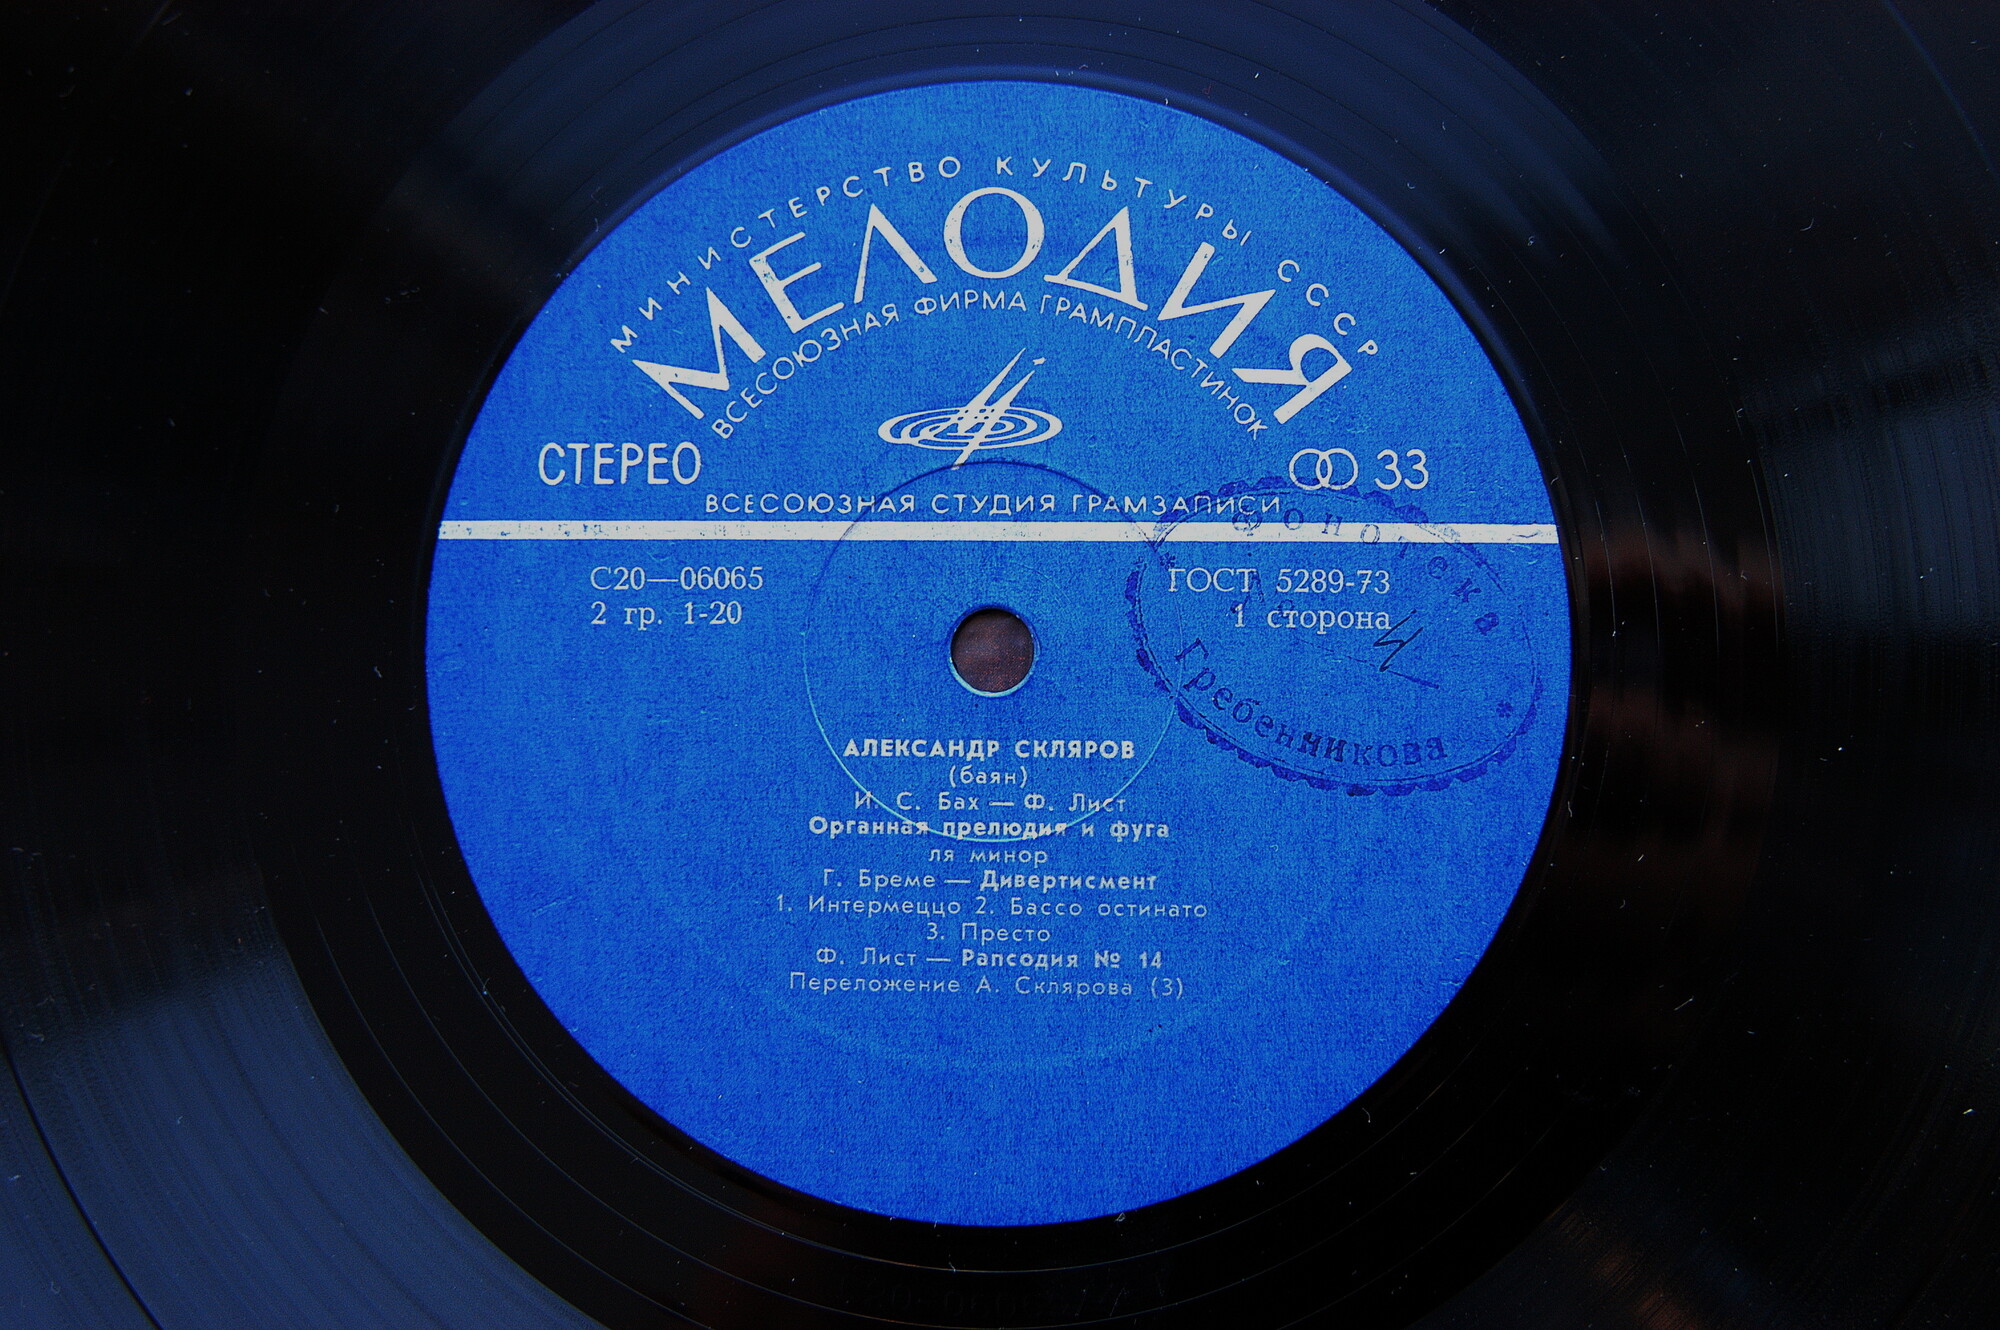 МИНИСТЕРСТВО КУЛЬТУРЫ СССР
МЕЛОДИЯ
ВСЕСОЮЗНАЯ ФИРМА ГРАМПЛАСТИНОК
СТЕРЕО
33
ВСЕСОЮЗНАЯ СТУДИЯ ГРАМЗАПИСИ
С20—06065
ГОСТ 5289-73
2 гр. 1-20
1 сторона
Фонотека
Гребенникова
АЛЕКСАНДР СКЛЯРОВ
(баян)
И. С. Бах — Ф. Лист
Органная прелюдия и фуга
ля минор
Г. Бреме — Дивертисмент
1. Интермеццо 2. Бассо остинато
3. Престо
Ф. Лист — Рапсодия № 14
Переложение А. Склярова (3)